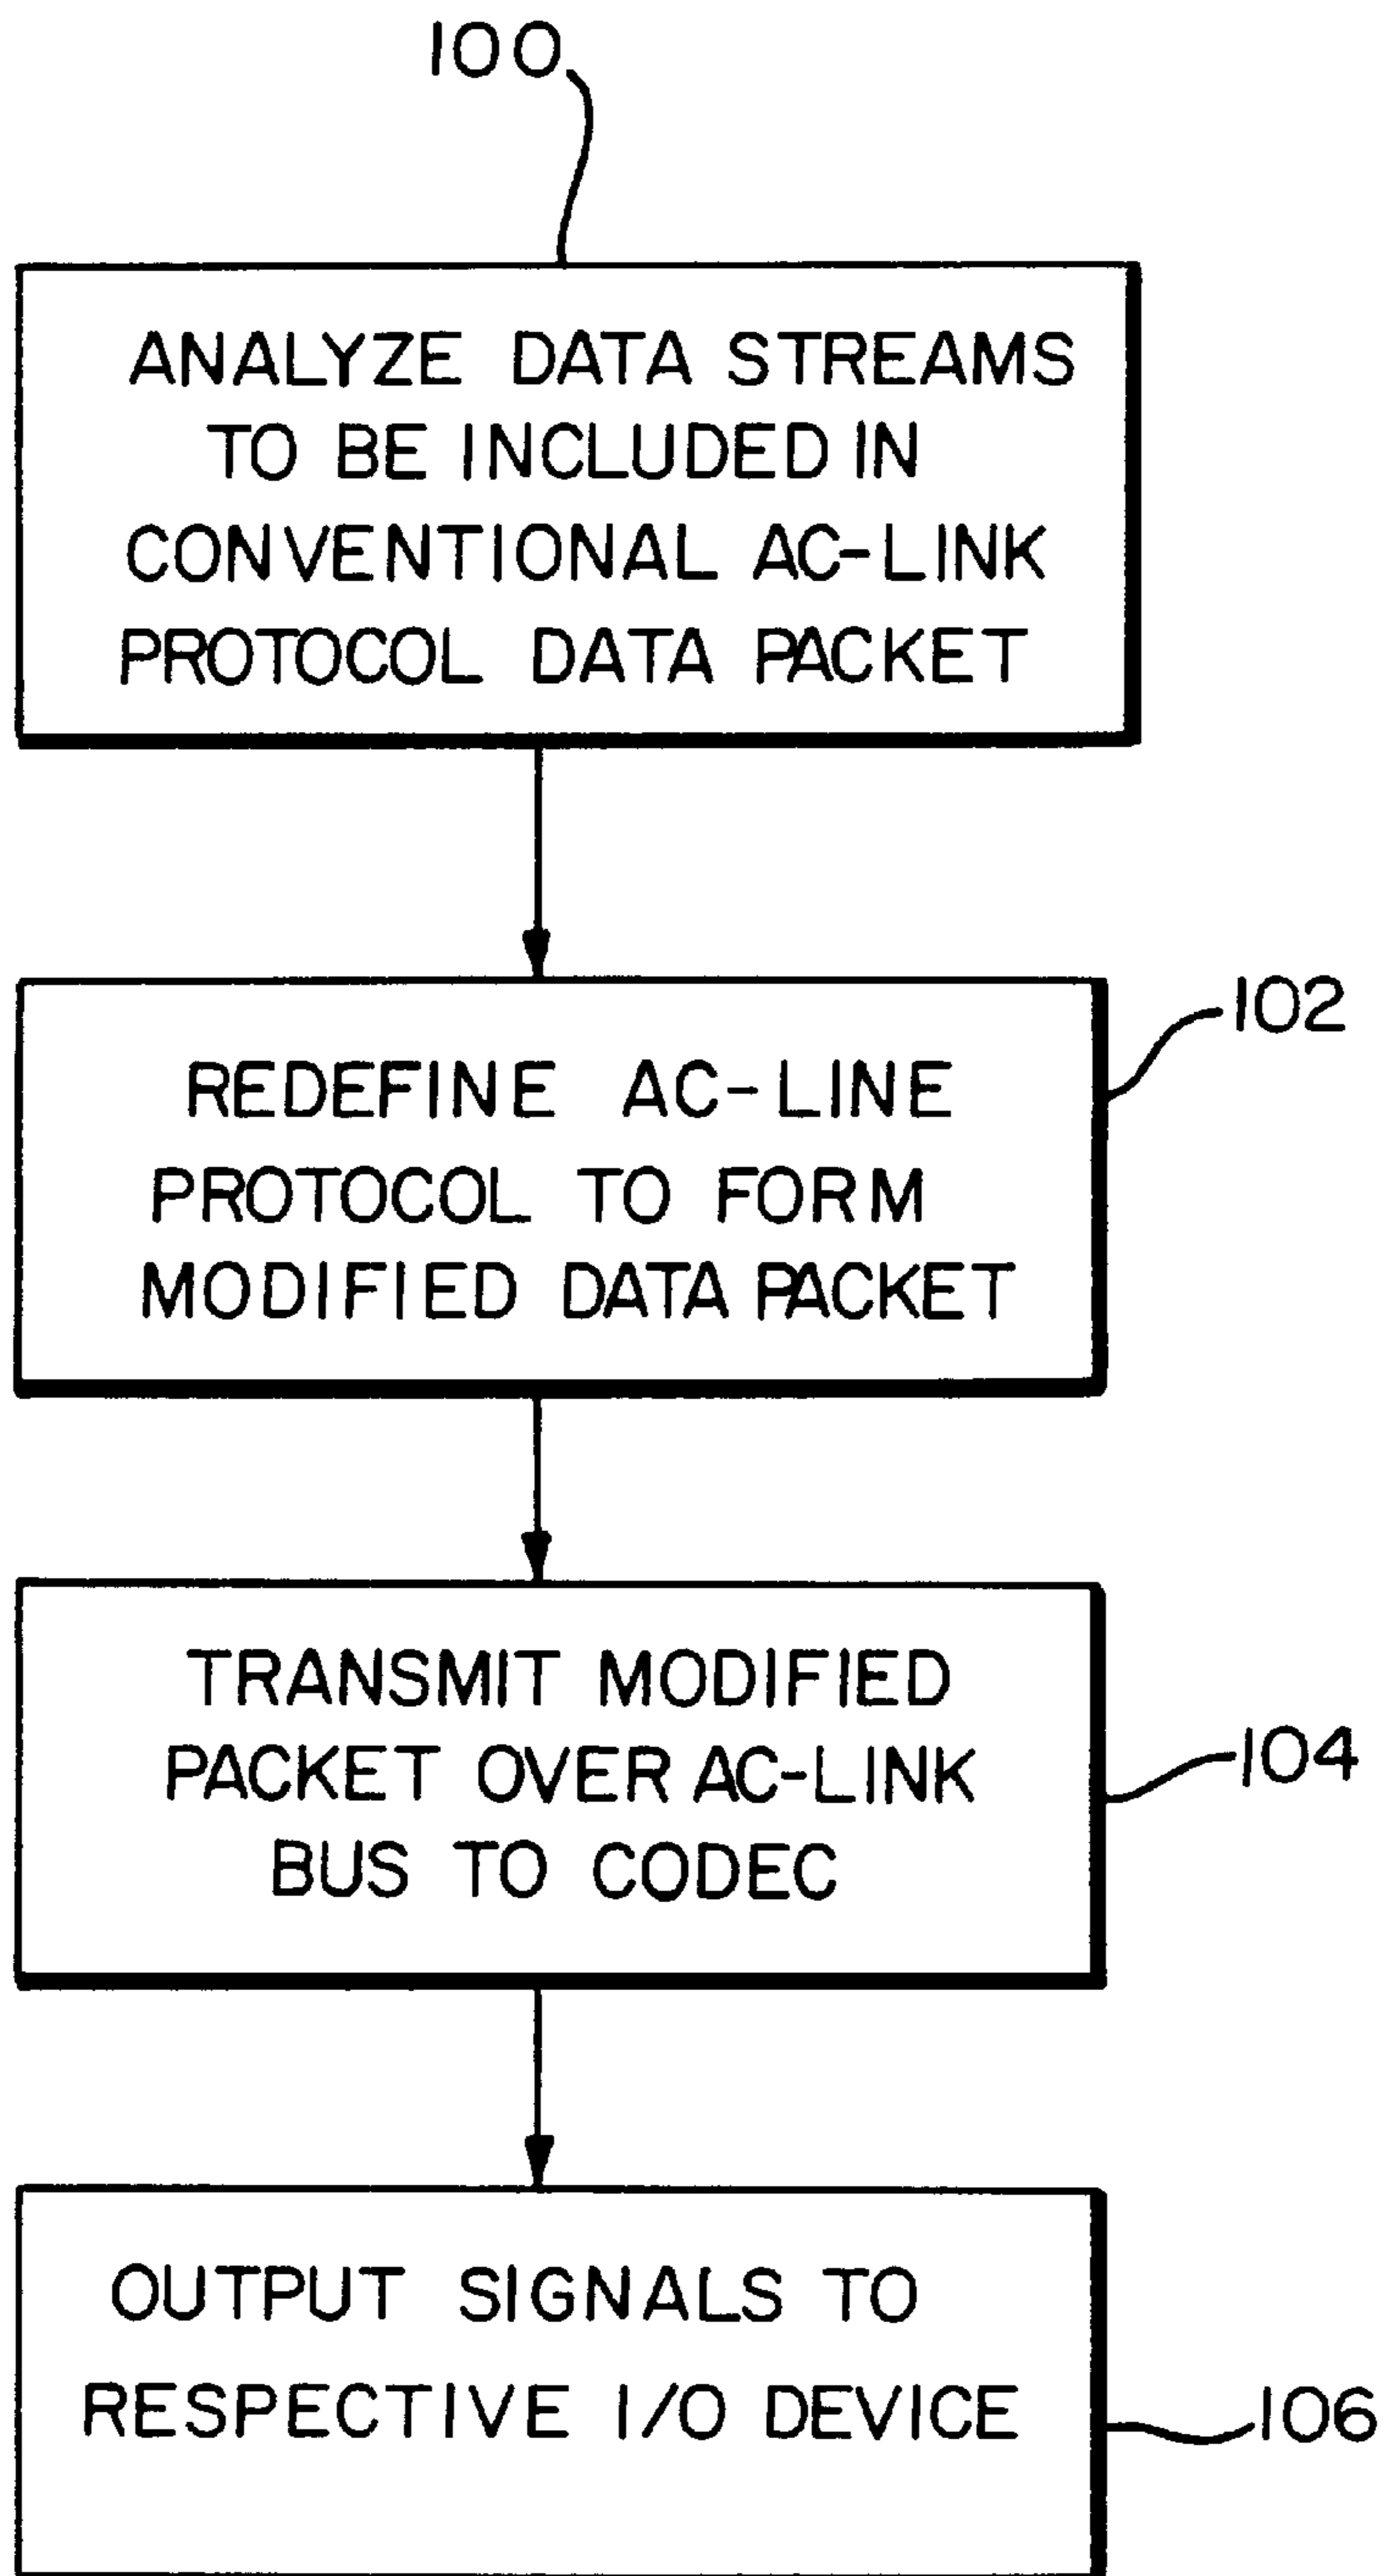 100
ANALYZE DATA STREAMS
TO BE INCLUDED IN
CONVENTIONAL AC-LINK
PROTOCOL DATA PACKET
REDEFINE AC-LINE
PROTOCOL TO FORM
MODIFIED DATA PACKET
102
TRANSMIT MODIFIED
PACKET OVER AC-LINK
BUS TO CODEC
104
OUTPUT SIGNALS TO
RESPECTIVE I/O DEVICE
106